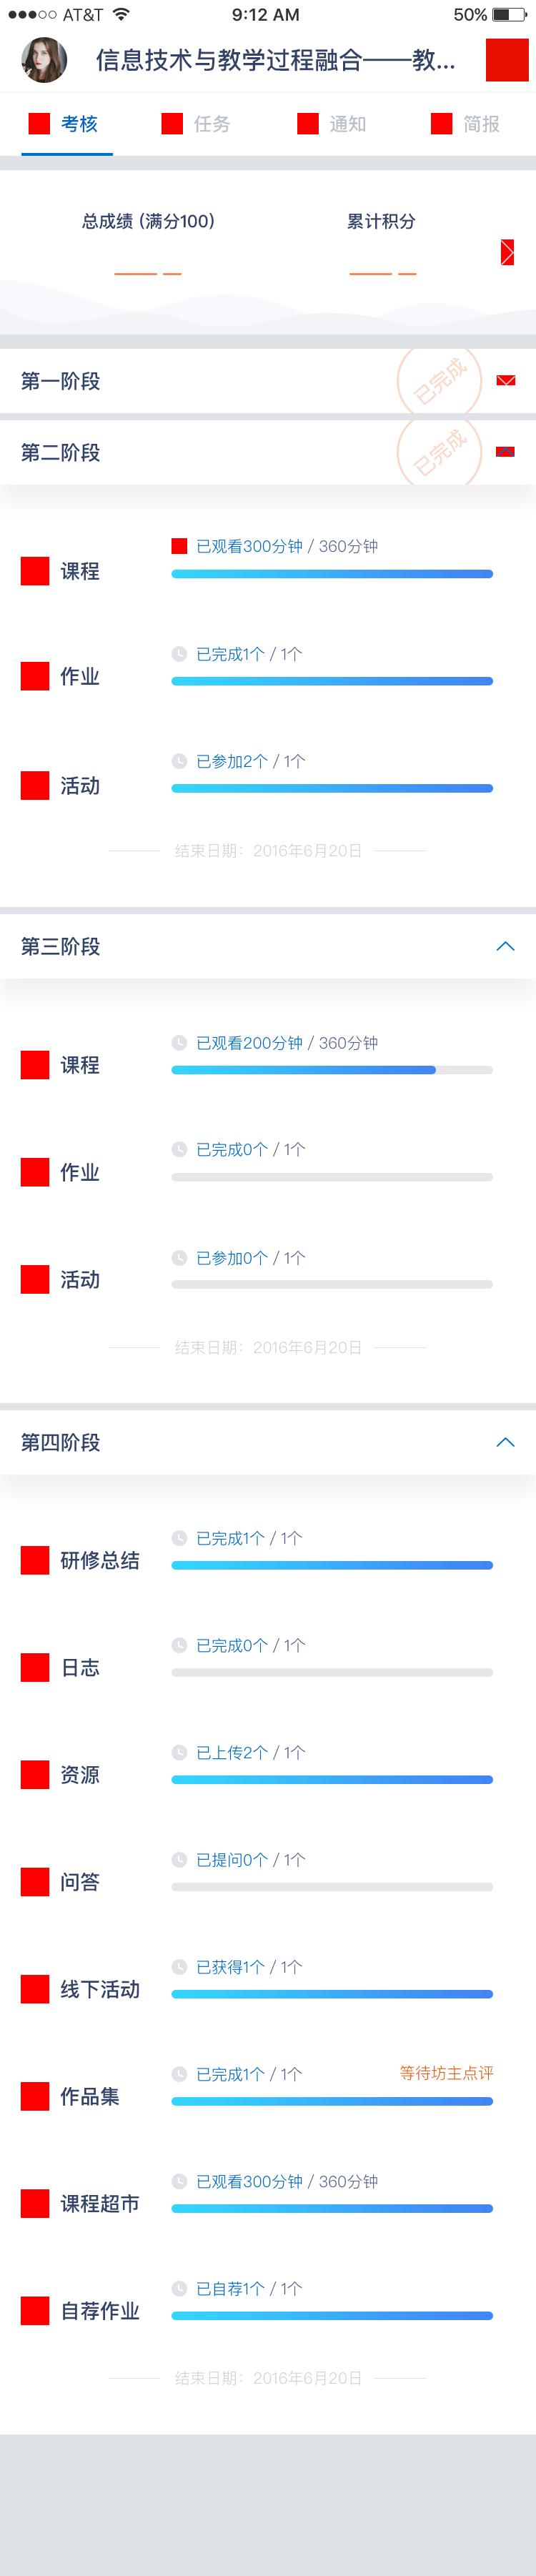 AT&T 9:12 AM 50%
信息技术与教学过程融合——教...
考核 任务 通知 简报
总成绩 (满分100) 累计积分
第一阶段 已完成
第二阶段 已完成
已观看300分钟 / 360分钟
课程
已完成1个 / 1个
作业
已参加2个 / 1个
活动
结束日期：2016年6月20日
第三阶段
已观看200分钟 / 360分钟
课程
已完成0个 / 1个
作业
已参加0个 / 1个
活动
结束日期：2016年6月20日
第四阶段
已完成1个 / 1个
研修总结
已完成0个 / 1个
日志
已上传2个 / 1个
资源
已提问0个 / 1个
问答
已获得1个 / 1个
线下活动
已完成1个 / 1个 等待坊主点评
作品集
已观看300分钟 / 360分钟
课程超市
已自荐1个 / 1个
自荐作业
结束日期：2016年6月20日